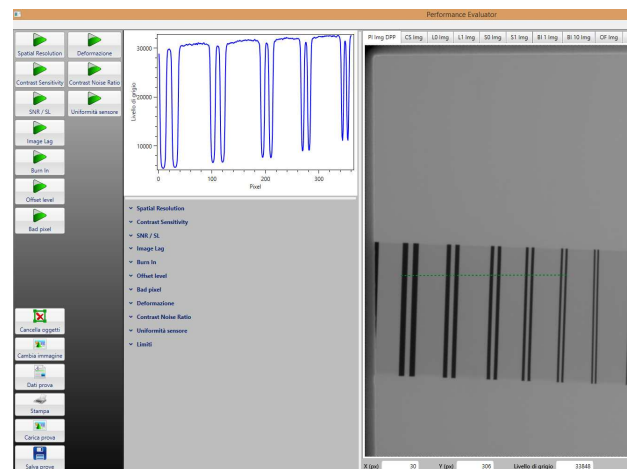 Performance Evaluator
Spatial Resolution
Deformazione
Contrast Sensitivity
Contrast Noise Ratio
SNR / SL
Uniformità sensore
Image Lag
Burn In
Offset level
Bad pixel
Cancella oggetti
Cambia immagine
Dati prova
Stampa
Carica prova
Salva prove
Livello di grigio
30000
20000
10000
0 100 200 300
Pixel
Spatial Resolution
Contrast Sensitivity
SNR / SL
Image Lag
Burn In
Offset level
Bad pixel
Deformazione
Contrast Noise Ratio
Uniformità sensore
Limiti
PI Img DPP CS Img L0 Img L1 Img S0 Img S1 Img BI 1 Img BI 10 Img OF Img
X (px) 30 Y (px) 306 Livello di grigio 33848